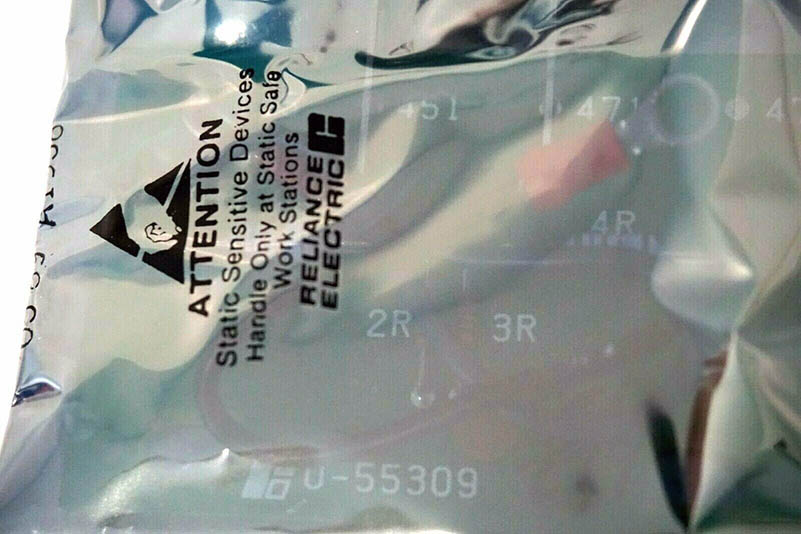 ATTENTION
Static Sensitive Devices
Handle Only at Static Safe
Work Stations
RELIANCE
ELECTRIC
451
471
47
4R
2R
3R
U-55309